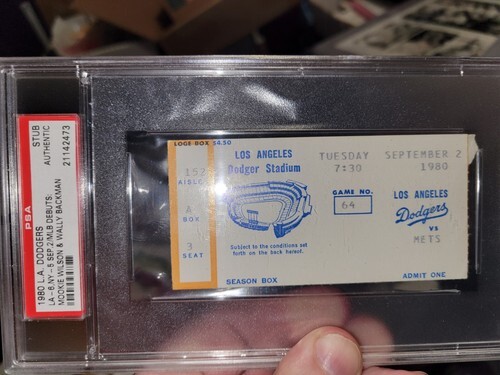 PSA
1980 L.A. DODGERS
LA - 6,NY - 5 SEP.2/MLB DEBUTS:
MOOKIE WILSON & WALLY BACKMAN
STUB
AUTHENTIC
21142473
LOGE BOX $4.50
152
AISLE
A
BOX
3
SEAT
LOS ANGELES
Dodger Stadium
Subject to the conditions set
forth on the back hereof.
SEASON BOX
TUESDAY SEPTEMBER 2
7:30 1980
GAME NO.
64
LOS ANGELES
Dodgers
VS
METS
ADMIT ONE